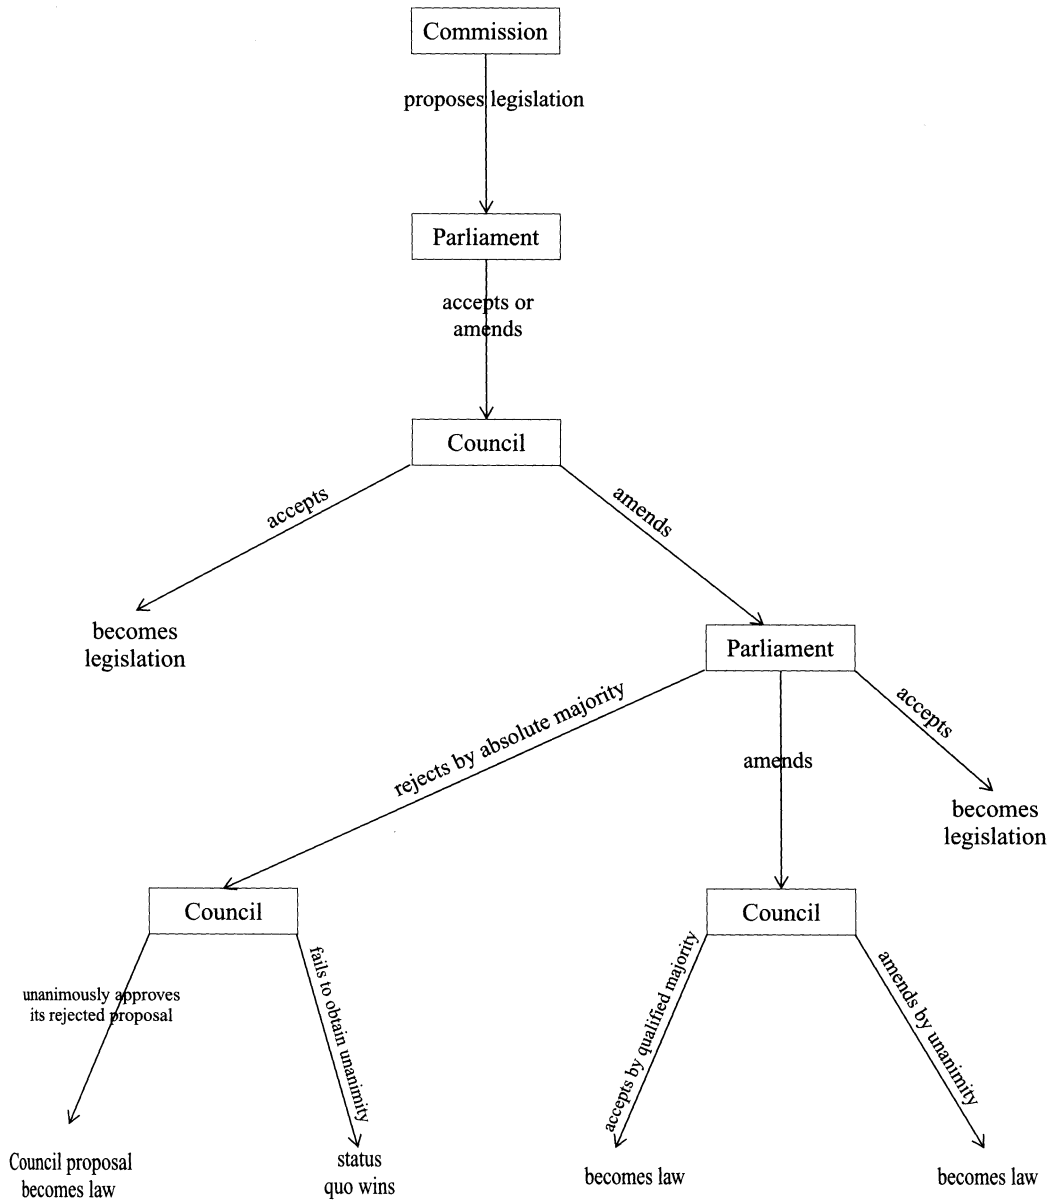 Commission
proposes legislation
Parliament
accepts or
amends
Council
accepts
amends
becomes
legislation
Parliament
rejects by absolute majority
amends
accepts
becomes
legislation
Council
Council
unanimously approves
its rejected proposal
fails to obtain unanimity
accepts by qualified majority
amends by unanimity
Council proposal
becomes law
status
quo wins
becomes law
becomes law